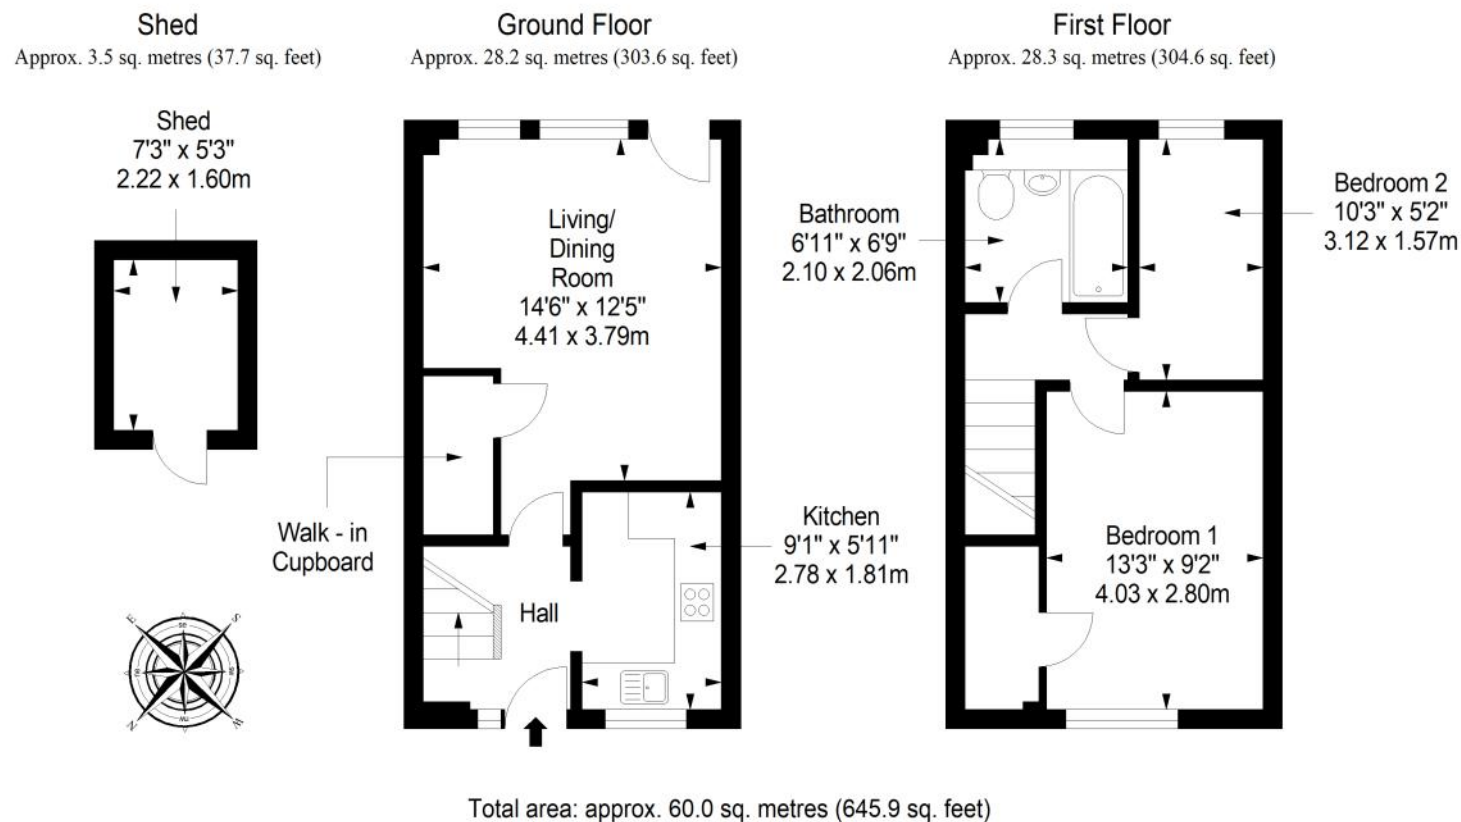 Shed
Approx. 3.5 sq. metres (37.7 sq. feet)
Shed
7'3" x 5'3"
2.22 x 1.60m
Ground Floor
Approx. 28.2 sq. metres (303.6 sq. feet)
Living/
Dining
Room
14'6" x 12'5"
4.41 x 3.79m
Walk - in
Cupboard
Hall
Kitchen
9'1" x 5'11"
2.78 x 1.81m
First Floor
Approx. 28.3 sq. metres (304.6 sq. feet)
Bathroom
6'11" x 6'9"
2.10 x 2.06m
Bedroom 2
10'3" x 5'2"
3.12 x 1.57m
Bedroom 1
13'3" x 9'2"
4.03 x 2.80m
E
SE
S
NE
SW
N
NW
W
Total area: approx. 60.0 sq. metres (645.9 sq. feet)